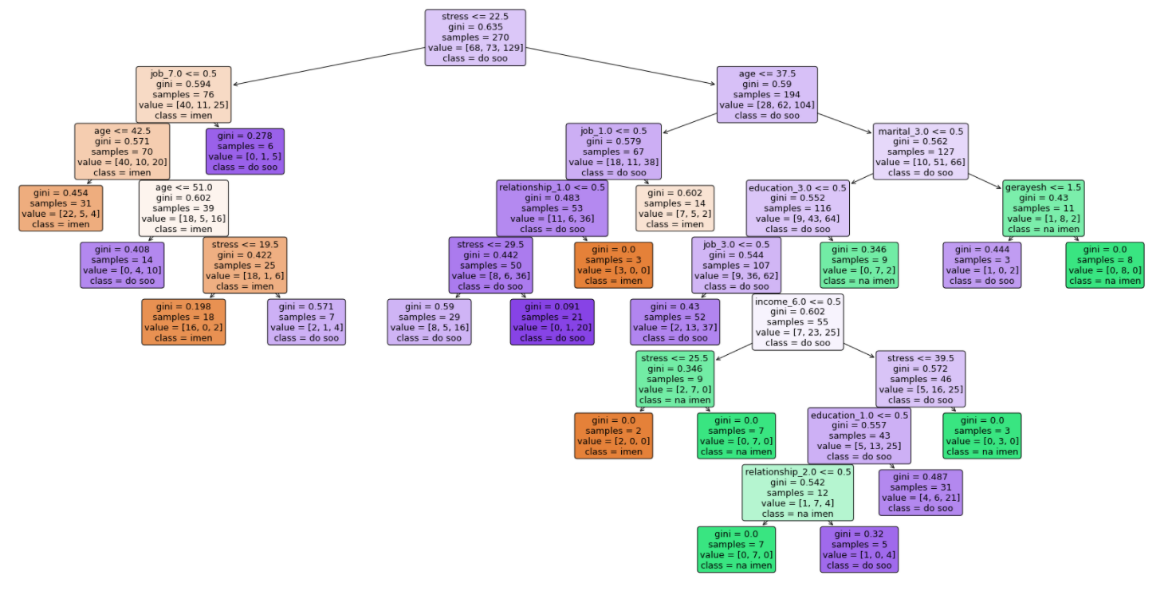 stress <= 22.5
gini = 0.635
samples = 270
value = [68, 73, 129]
class = do soo
job_7.0 <= 0.5
gini = 0.594
samples = 76
value = [40, 11, 25]
class = imen
age <= 37.5
gini = 0.59
samples = 194
value = [28, 62, 104]
class = do soo
age <= 42.5
gini = 0.571
samples = 70
value = [40, 10, 20]
class = imen
gini = 0.278
samples = 6
value = [0, 1, 5]
class = do soo
job_1.0 <= 0.5
gini = 0.579
samples = 67
value = [18, 11, 38]
class = do soo
marital_3.0 <= 0.5
gini = 0.562
samples = 127
value = [10, 51, 66]
class = do soo
gini = 0.454
samples = 31
value = [22, 5, 4]
class = imen
age <= 51.0
gini = 0.602
samples = 39
value = [18, 5, 16]
class = imen
relationship_1.0 <= 0.5
gini = 0.483
samples = 53
value = [11, 6, 36]
class = do soo
gini = 0.602
samples = 14
value = [7, 5, 2]
class = imen
education_3.0 <= 0.5
gini = 0.552
samples = 116
value = [9, 43, 64]
class = do soo
gerayesh <= 1.5
gini = 0.43
samples = 11
value = [1, 8, 2]
class = na imen
gini = 0.408
samples = 14
value = [0, 4, 10]
class = do soo
stress <= 19.5
gini = 0.422
samples = 25
value = [18, 1, 6]
class = imen
stress <= 29.5
gini = 0.442
samples = 50
value = [8, 6, 36]
class = do soo
gini = 0.0
samples = 3
value = [3, 0, 0]
class = imen
job_3.0 <= 0.5
gini = 0.544
samples = 107
value = [9, 36, 62]
class = do soo
gini = 0.346
samples = 9
value = [0, 7, 2]
class = na imen
gini = 0.444
samples = 3
value = [1, 0, 2]
class = do soo
gini = 0.0
samples = 8
value = [0, 8, 0]
class = na imen
gini = 0.198
samples = 18
value = [16, 0, 2]
class = imen
gini = 0.571
samples = 7
value = [2, 1, 4]
class = do soo
gini = 0.59
samples = 29
value = [8, 5, 16]
class = do soo
gini = 0.091
samples = 21
value = [0, 1, 20]
class = do soo
gini = 0.43
samples = 52
value = [2, 13, 37]
class = do soo
income_6.0 <= 0.5
gini = 0.602
samples = 55
value = [7, 23, 25]
class = do soo
stress <= 25.5
gini = 0.346
samples = 9
value = [2, 7, 0]
class = na imen
stress <= 39.5
gini = 0.572
samples = 46
value = [5, 16, 25]
class = do soo
gini = 0.0
samples = 2
value = [2, 0, 0]
class = imen
gini = 0.0
samples = 7
value = [0, 7, 0]
class = na imen
education_1.0 <= 0.5
gini = 0.557
samples = 43
value = [5, 13, 25]
class = do soo
gini = 0.0
samples = 3
value = [0, 3, 0]
class = na imen
relationship_2.0 <= 0.5
gini = 0.542
samples = 12
value = [1, 7, 4]
class = na imen
gini = 0.487
samples = 31
value = [4, 6, 21]
class = do soo
gini = 0.0
samples = 7
value = [0, 7, 0]
class = na imen
gini = 0.32
samples = 5
value = [1, 0, 4]
class = do soo